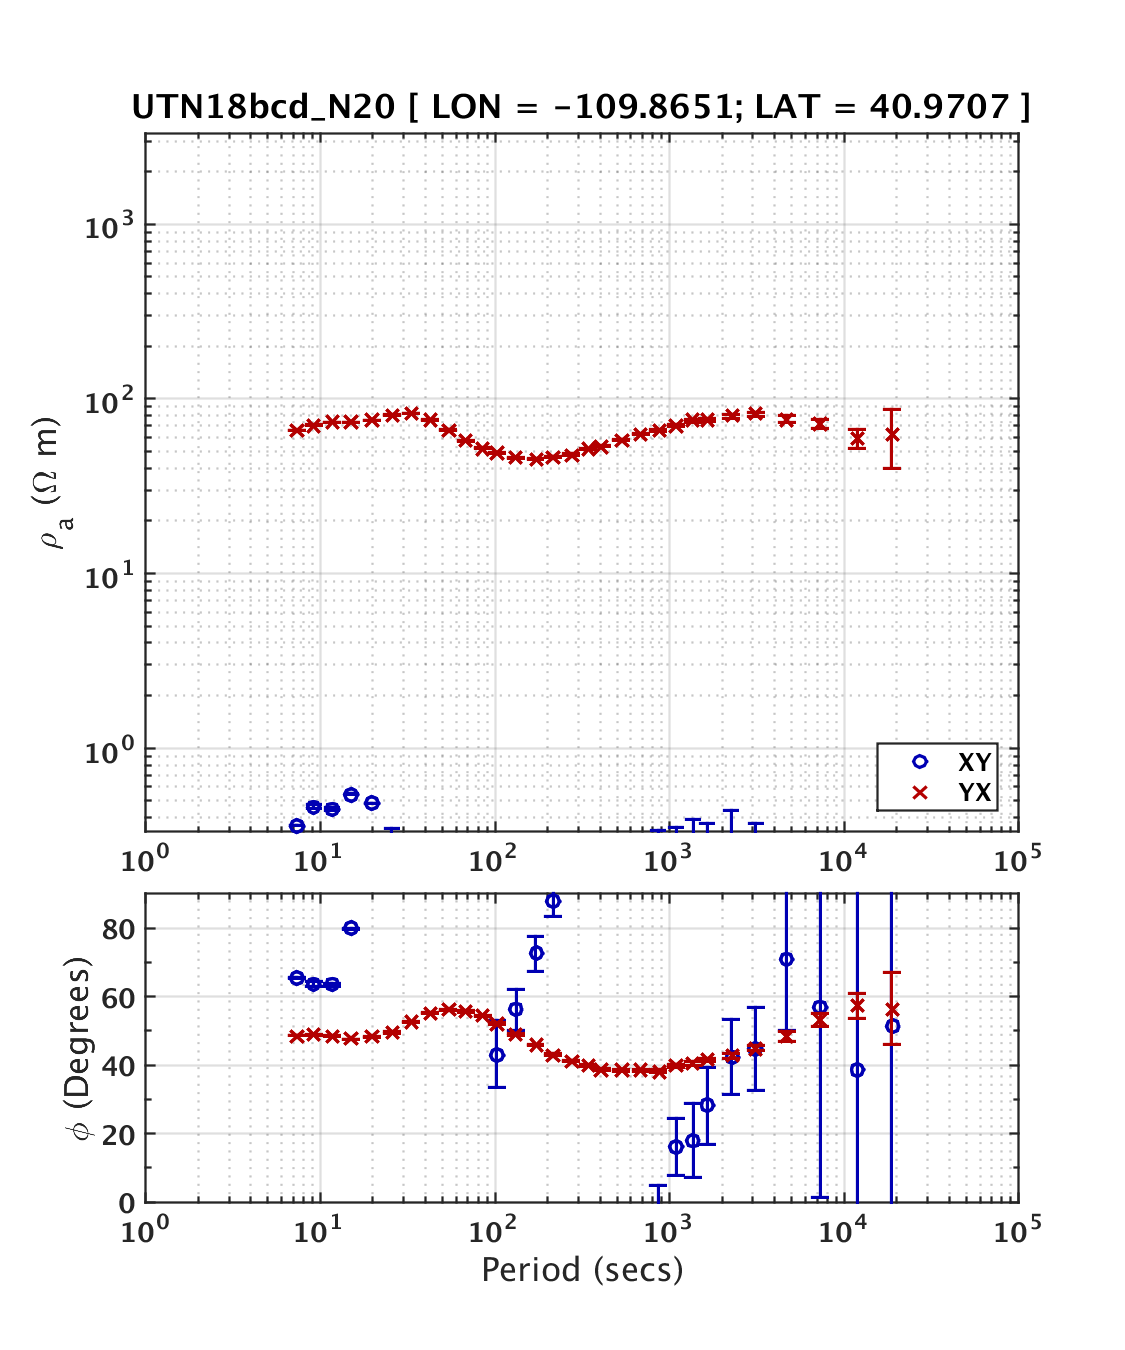 UTN18bcd_N20 [ LON = -109.8651; LAT = 40.9707 ]
10³
10²
10¹
10⁰
ρₐ (Ω m)
XY
YX
10⁰ 10¹ 10² 10³ 10⁴ 10⁵
80
60
40
20
0
ϕ (Degrees)
10⁰ 10¹ 10² 10³ 10⁴ 10⁵
Period (secs)